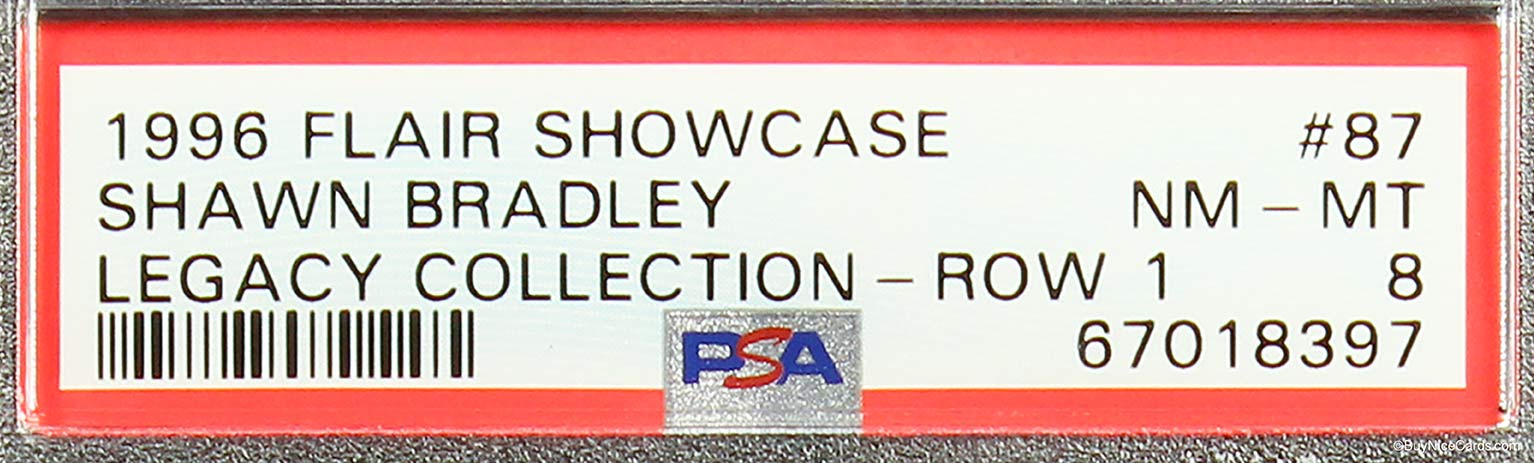 1996 FLAIR SHOWCASE #87
SHAWN BRADLEY NM - MT
LEGACY COLLECTION - ROW 1 8
PSA 67018397
©BuyNiceCards.com